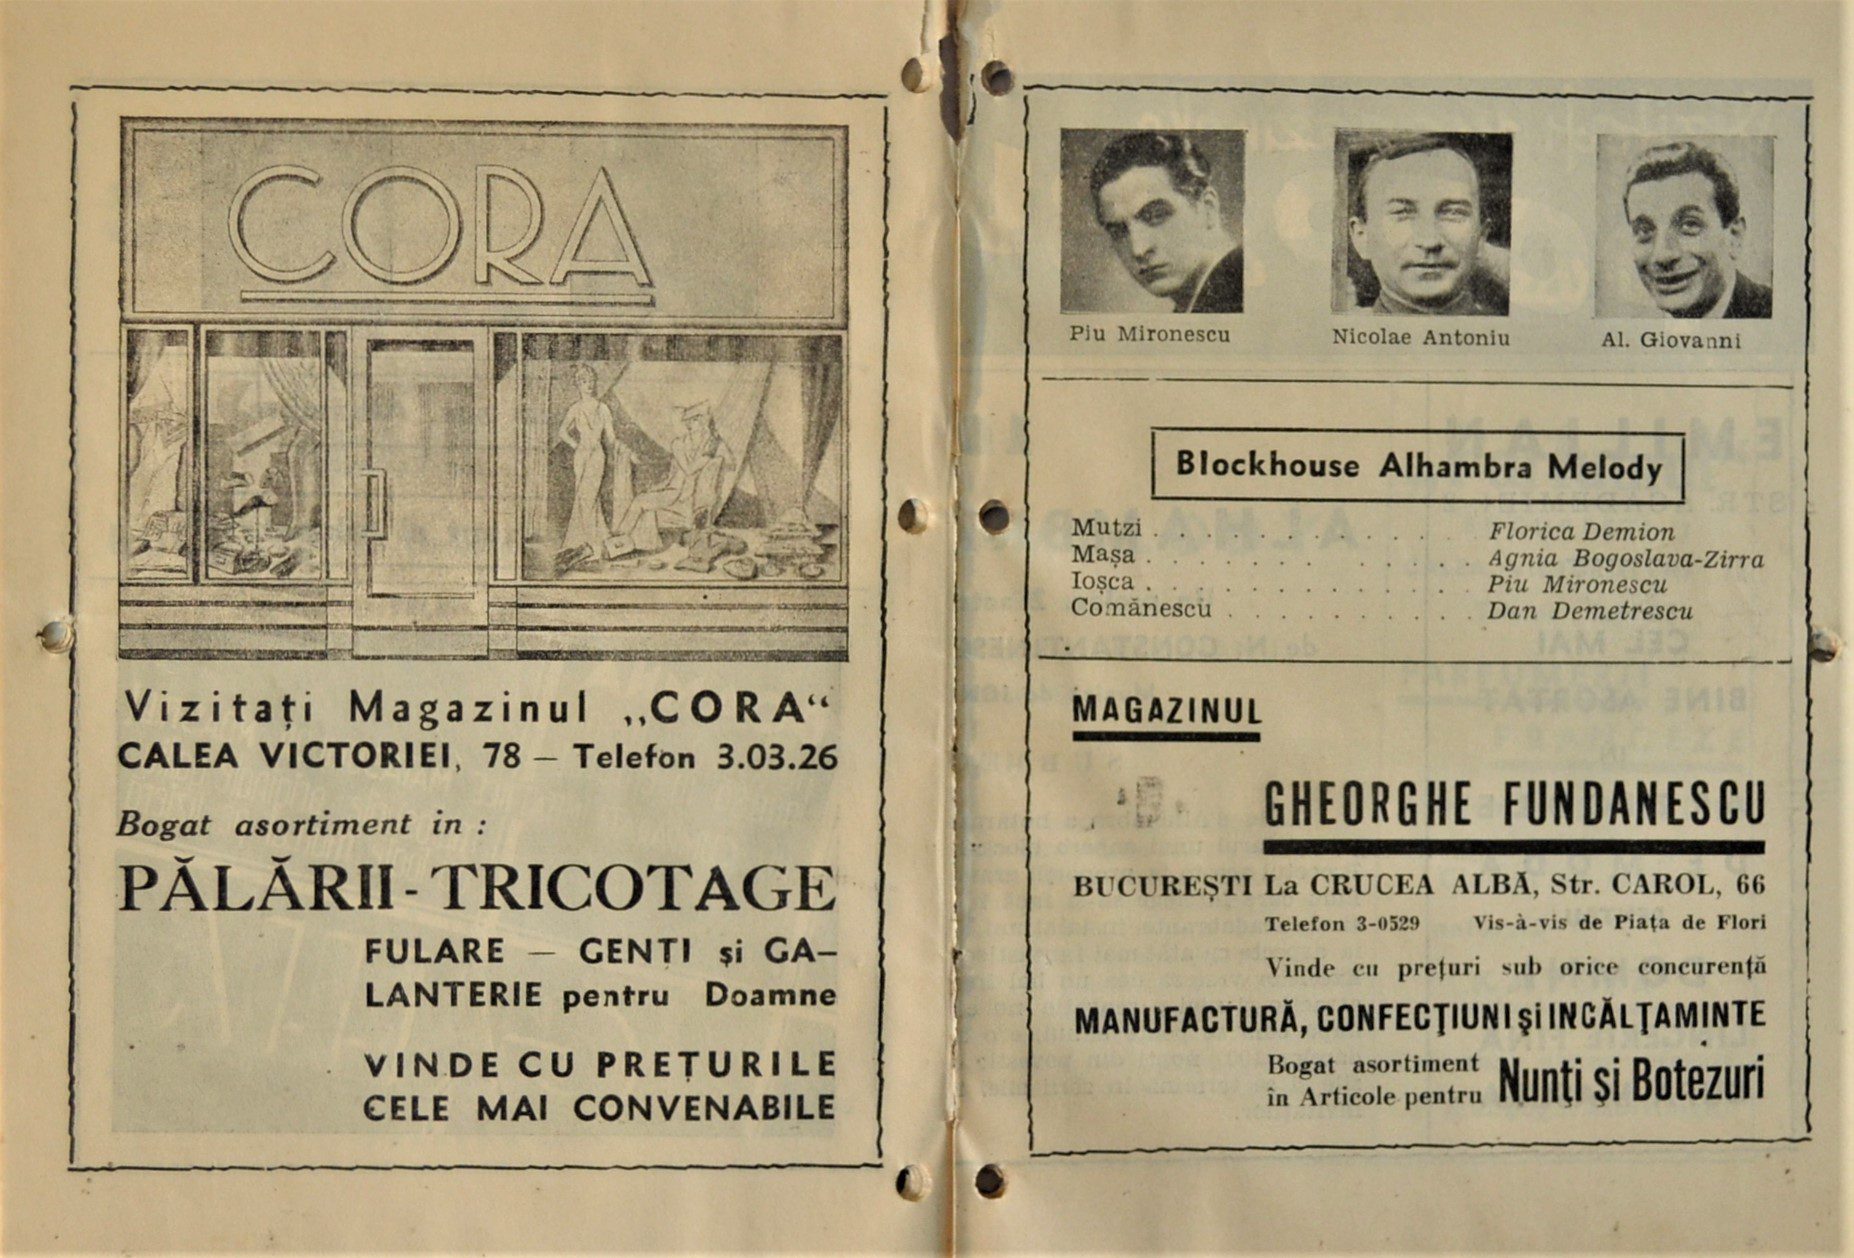 CORA
Vizitați Magazinul „CORA“
CALEA VICTORIEI, 78 — Telefon 3.03.26
Bogat asortiment in :
PĂLĂRII - TRICOTAGE
FULARE — GENȚI și GA-
LANTERIE pentru Doamne
VINDE CU PREȚURILE
CELE MAI CONVENABILE
Piu Mironescu
Nicolae Antoniu
Al. Giovanni
Blockhouse Alhambra Melody
Mutzi . . . . . . . . . . . . Florica Demion
Mașa . . . . . . . . . . . . Agnia Bogoslava-Zirra
Ioșca . . . . . . . . . . . . Piu Mironescu
Comănescu . . . . . . . . . . Dan Demetrescu
MAGAZINUL
GHEORGHE FUNDANESCU
BUCUREȘTI La CRUCEA ALBĂ, Str. CAROL, 66
Telefon 3-0529 Vis-à-vis de Piața de Flori
Vinde cu prețuri sub orice concurență
MANUFACTURĂ, CONFECȚIUNI și INCĂLȚAMINTE
Bogat asortiment
în Articole pentru Nunți și Botezuri